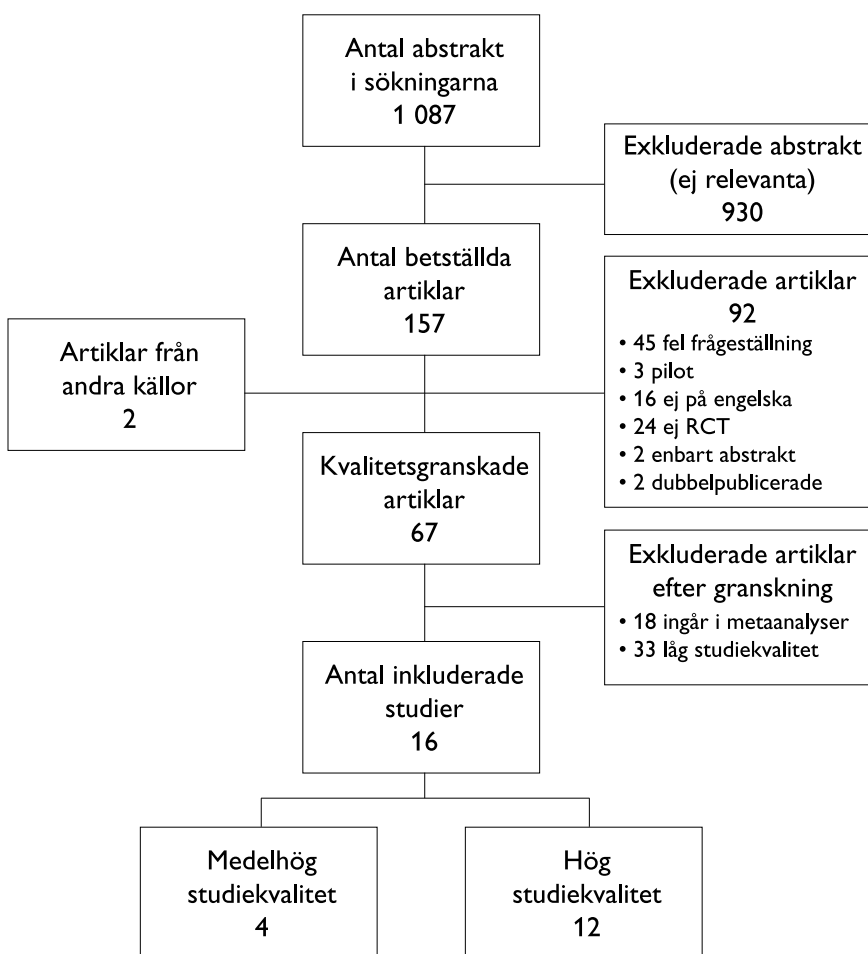 Antal abstrakt
i sökningarna
1 087
Exkluderade abstrakt
(ej relevanta)
930
Antal betställda
artiklar
157
Exkluderade artiklar
92
• 45 fel frågeställning
• 3 pilot
• 16 ej på engelska
• 24 ej RCT
• 2 enbart abstrakt
• 2 dubbelpublicerade
Artiklar från
andra källor
2
Kvalitetsgranskade
artiklar
67
Exkluderade artiklar
efter granskning
• 18 ingår i metaanalyser
• 33 låg studiekvalitet
Antal inkluderade
studier
16
Medelhög
studiekvalitet
4
Hög
studiekvalitet
12